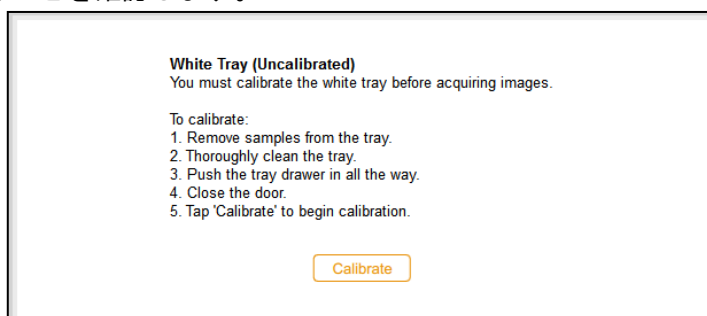 White Tray (Uncalibrated)
You must calibrate the white tray before acquiring images.
To calibrate:
1. Remove samples from the tray.
2. Thoroughly clean the tray.
3. Push the tray drawer in all the way.
4. Close the door.
5. Tap 'Calibrate' to begin calibration.
Calibrate